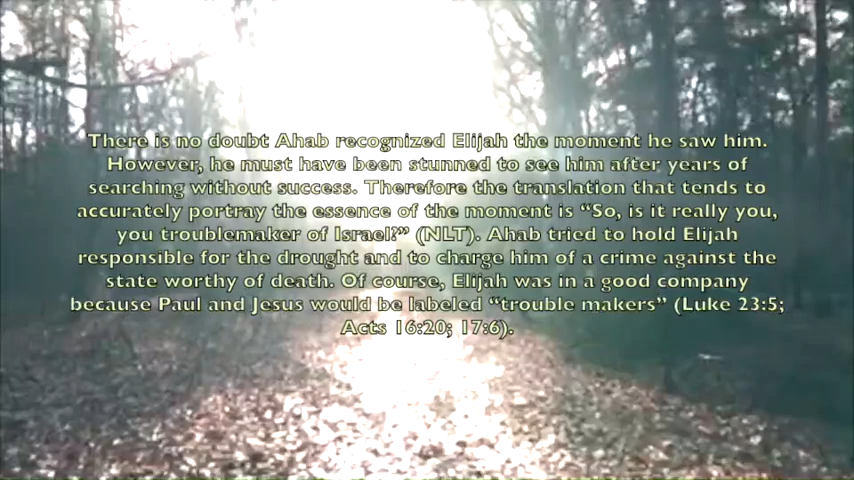 There is no doubt Ahab recognized Elijah the moment he saw him.
However, he must have been stunned to see him after years of
searching without success. Therefore the translation that tends to
accurately portray the essence of the moment is “So, is it really you,
you troublemaker of Israel?” (NLT). Ahab tried to hold Elijah
responsible for the drought and to charge him of a crime against the
state worthy of death. Of course, Elijah was in a good company
because Paul and Jesus would be labeled “trouble makers” (Luke 23:5;
Acts 16:20; 17:6).